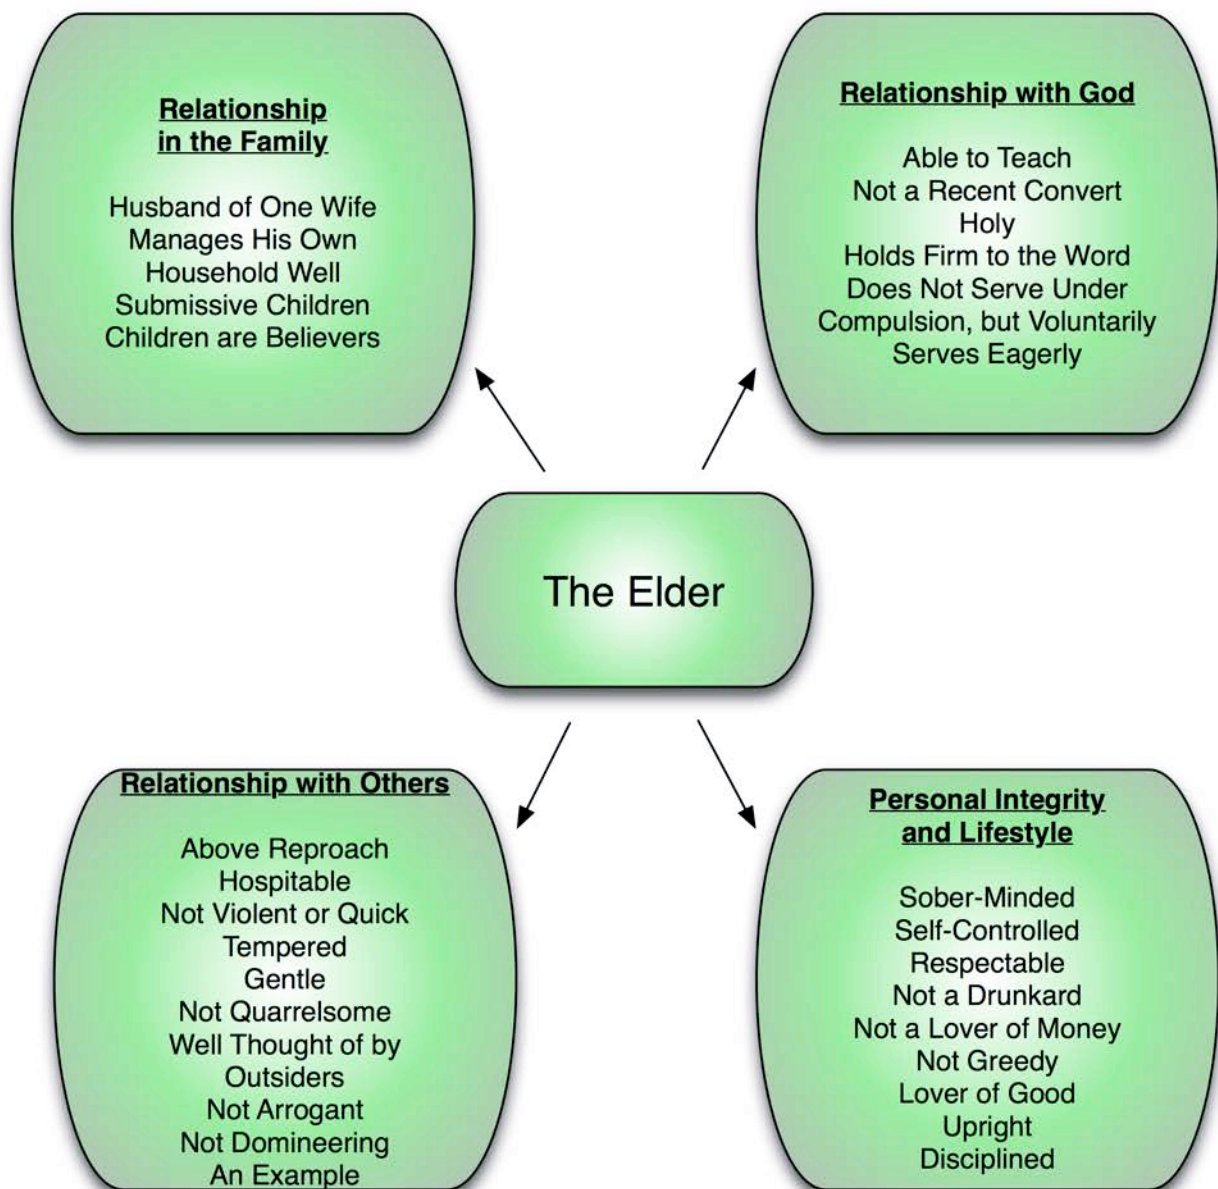 Relationship
in the Family
Husband of One Wife
Manages His Own
Household Well
Submissive Children
Children are Believers
Relationship with God
Able to Teach
Not a Recent Convert
Holy
Holds Firm to the Word
Does Not Serve Under
Compulsion, but Voluntarily
Serves Eagerly
The Elder
Relationship with Others
Above Reproach
Hospitable
Not Violent or Quick
Tempered
Gentle
Not Quarrelsome
Well Thought of by
Outsiders
Not Arrogant
Not Domineering
An Example
Personal Integrity
and Lifestyle
Sober-Minded
Self-Controlled
Respectable
Not a Drunkard
Not a Lover of Money
Not Greedy
Lover of Good
Upright
Disciplined